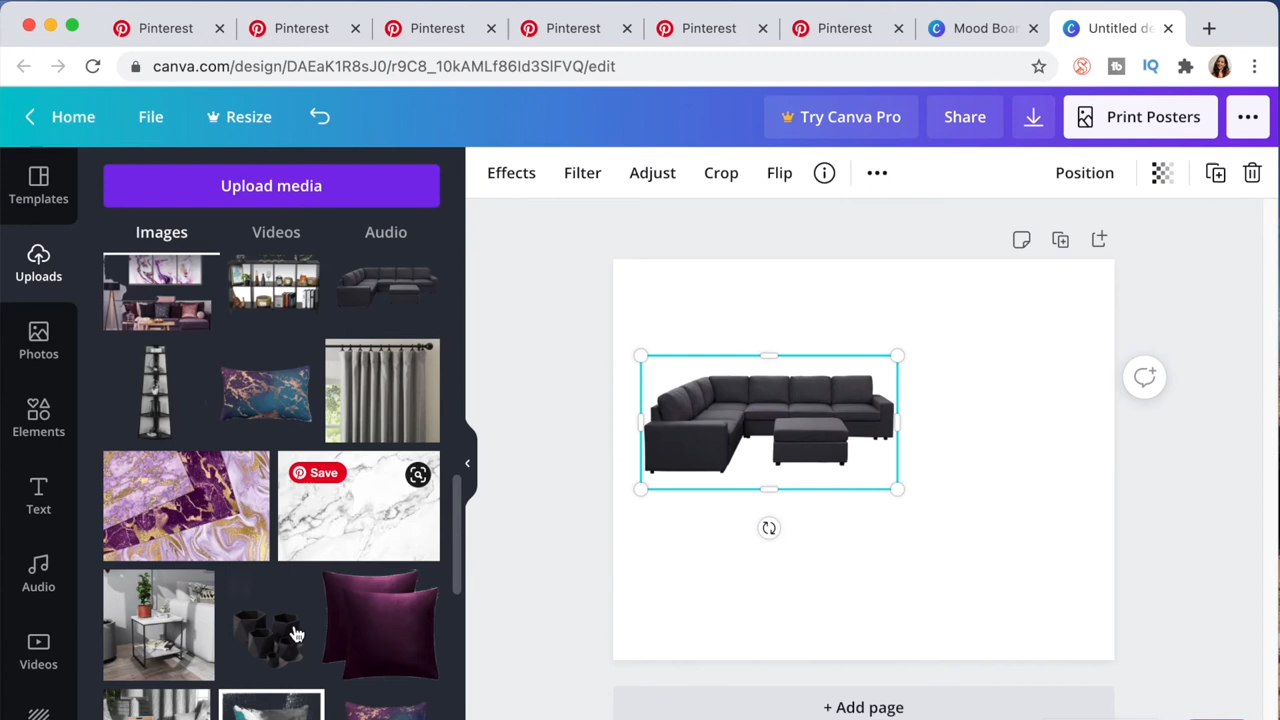 Pinterest
Pinterest
Pinterest
Pinterest
Pinterest
Pinterest
Mood Boar
Untitled de
canva.com/design/DAEaK1R8sJ0/r9C8_10kAMLf86Id3SIFVQ/edit
Home
File
Resize
Try Canva Pro
Share
Print Posters
Templates
Uploads
Photos
Elements
Text
Audio
Videos
Upload media
Images
Videos
Audio
Save
Effects
Filter
Adjust
Crop
Flip
Position
+ Add page